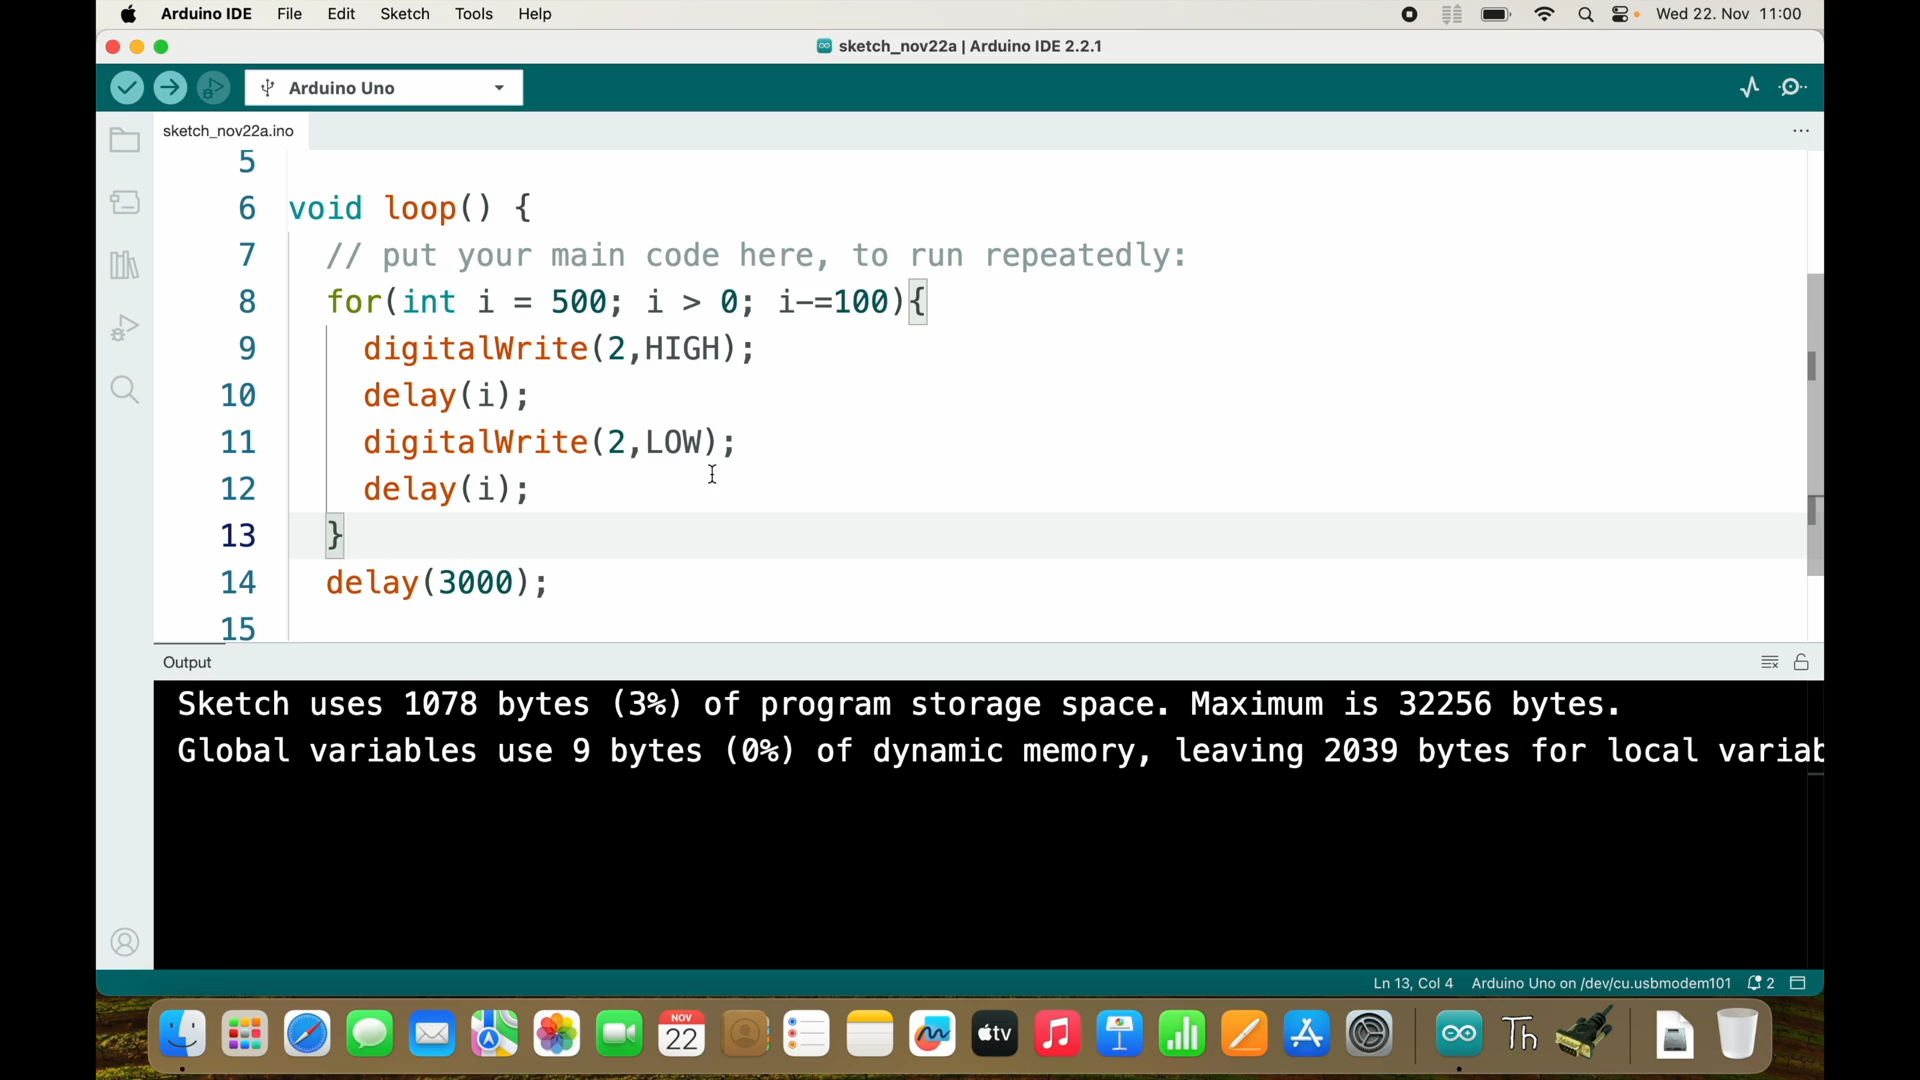 Arduino IDE File Edit Sketch Tools Help Wed 22. Nov 11:00
sketch_nov22a | Arduino IDE 2.2.1
Arduino Uno
sketch_nov22a.ino
5
6 void loop() {
7 // put your main code here, to run repeatedly:
8 for(int i = 500; i > 0; i-=100){
9 digitalWrite(2,HIGH);
10 delay(i);
11 digitalWrite(2,LOW);
12 delay(i);
13 }
14 delay(3000);
15
Output
Sketch uses 1078 bytes (3%) of program storage space. Maximum is 32256 bytes.
Global variables use 9 bytes (0%) of dynamic memory, leaving 2039 bytes for local variab
Ln 13, Col 4 Arduino Uno on /dev/cu.usbmodem101 2
NOV
22
tv
Th